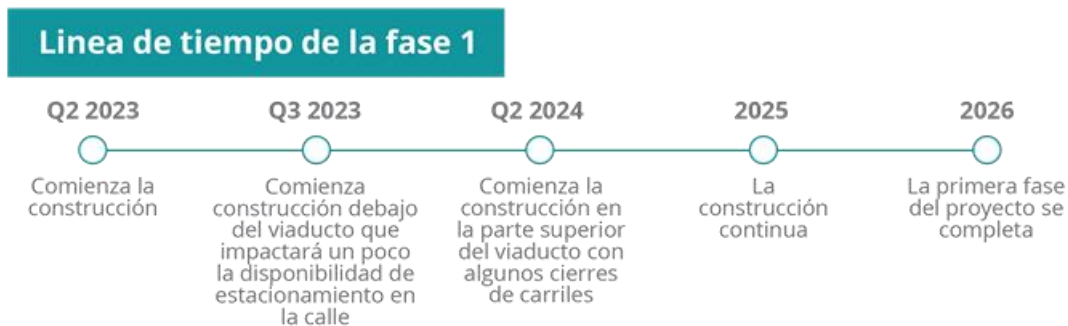 Linea de tiempo de la fase 1
Q2 2023
Q3 2023
Q2 2024
2025
2026
Comienza la
construcción
Comienza
construcción debajo
del viaducto que
impactará un poco
la disponibilidad de
estacionamiento en
la calle
Comienza la
construcción en
la parte superior
del viaducto con
algunos cierres
de carriles
La
construcción
continua
La primera fase
del proyecto se
completa